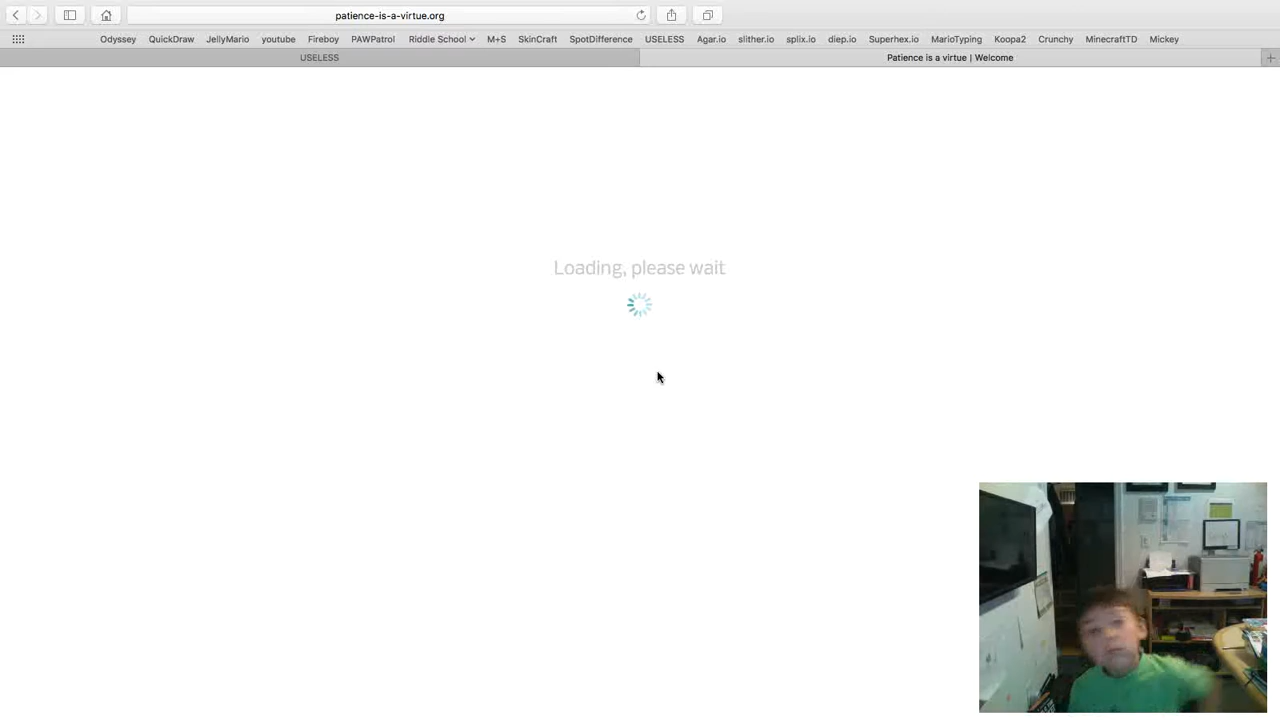 patience-is-a-virtue.org
Odyssey QuickDraw JellyMario youtube Fireboy PAWPatrol Riddle School M+S SkinCraft SpotDifference USELESS Agar.io slither.io splix.io diep.io Superhex.io MarioTyping Koopa2 Crunchy MinecraftTD Mickey
USELESS Patience is a virtue | Welcome
Loading, please wait